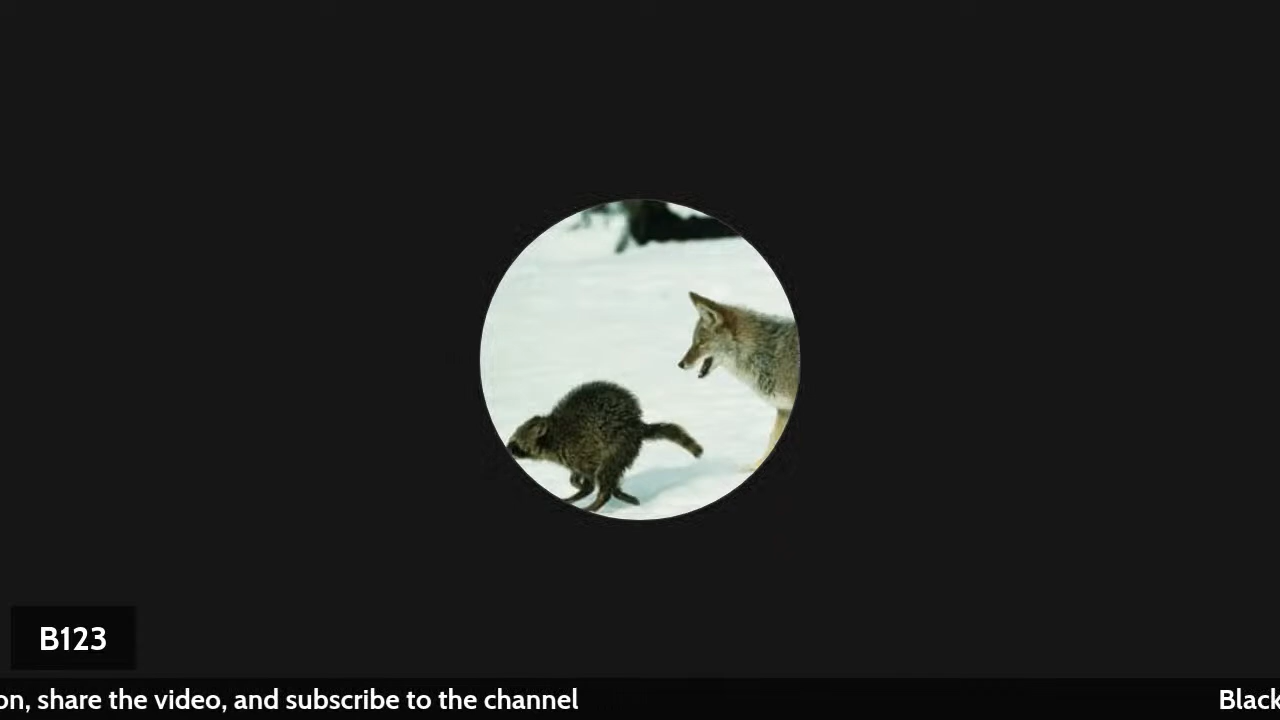 B123
on, share the video, and subscribe to the channel
Black